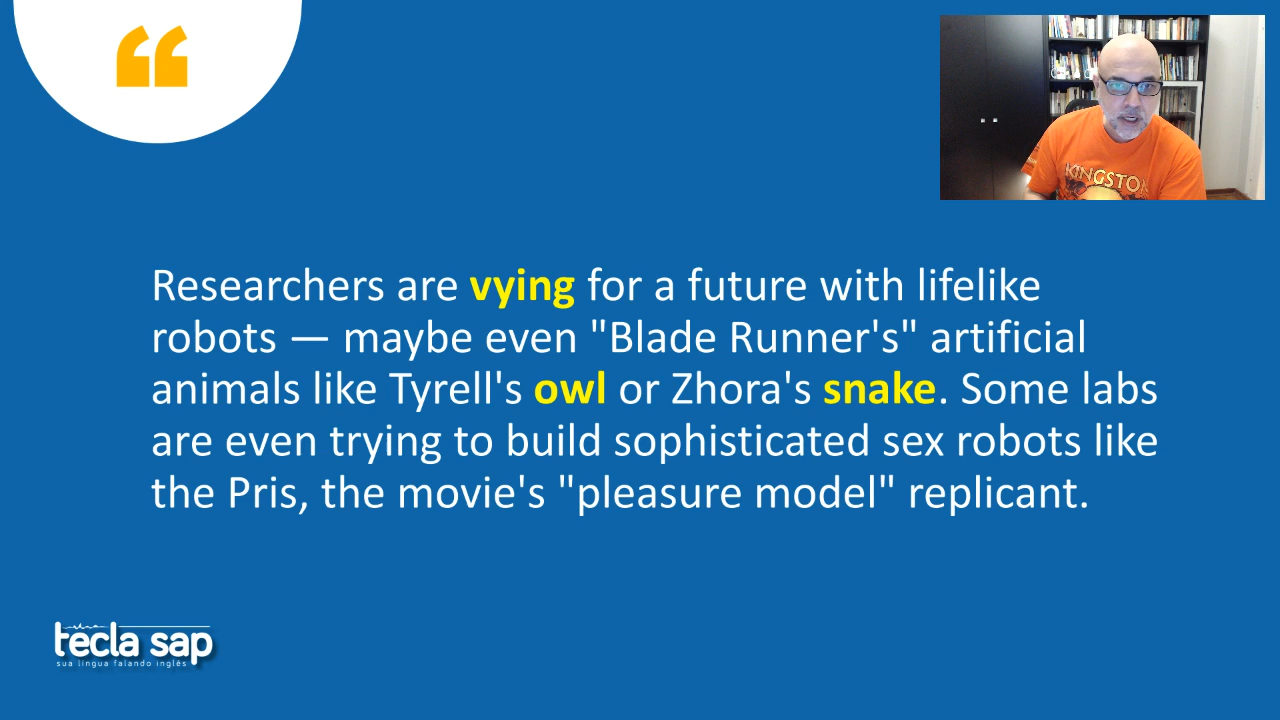 “
KINGSTON
Researchers are vying for a future with lifelike
robots — maybe even "Blade Runner's" artificial
animals like Tyrell's owl or Zhora's snake. Some labs
are even trying to build sophisticated sex robots like
the Pris, the movie's "pleasure model" replicant.
tecla sap
sua língua falando inglês